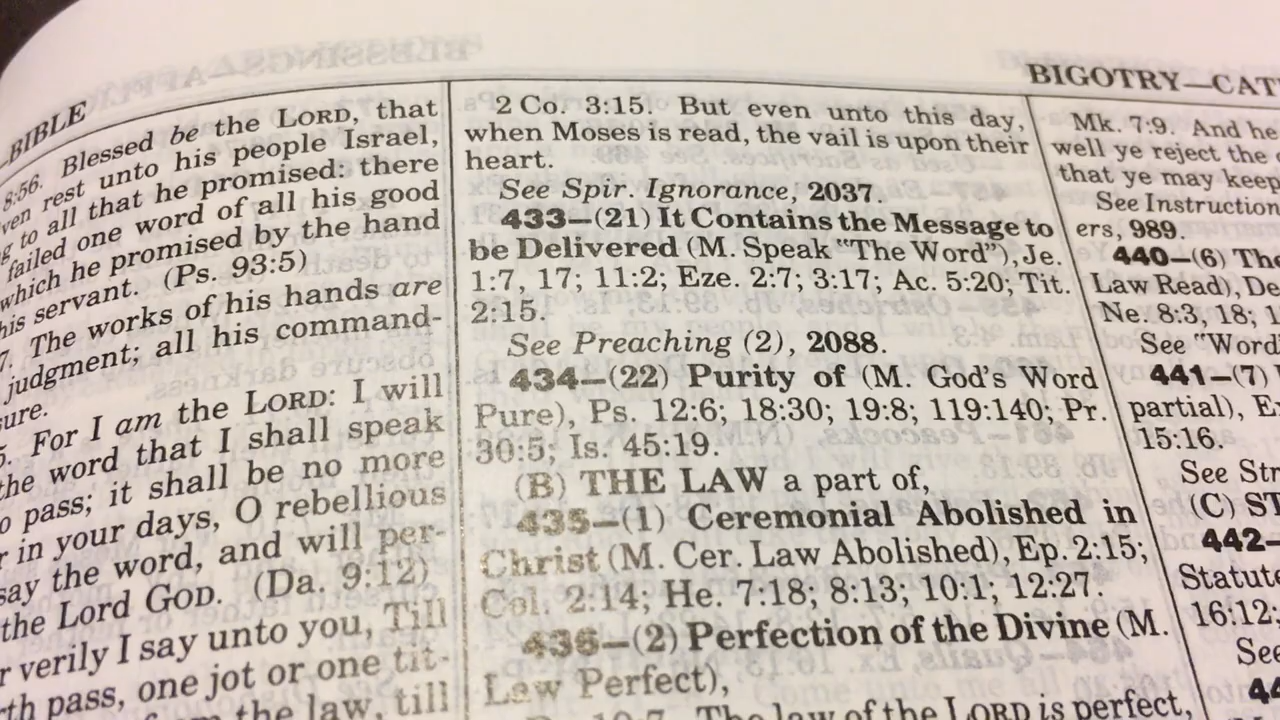 BIBLE
8:56. Blessed be the LORD, that
rest unto his people Israel,
to all that he promised: there
failed one word of all his good
which he promised by the hand
his servant. (Ps. 93:5)
7. The works of his hands are
judgment; all his command-
sure.
5. For I am the LORD: I will
the word that I shall speak
pass; it shall be no more
in your days, O rebellious
say the word, and will per-
the Lord GOD. (Da. 9:12)
verily I say unto you, Till
pass, one jot or one tit-
the law, till
2 Co. 3:15. But even unto this day,
when Moses is read, the vail is upon their
heart.
See Spir. Ignorance, 2037.
433—(21) It Contains the Message to
be Delivered (M. Speak "The Word"), Je.
1:7, 17; 11:2; Eze. 2:7; 3:17; Ac. 5:20; Tit.
2:15.
See Preaching (2), 2088.
434—(22) Purity of (M. God's Word
Pure), Ps. 12:6; 18:30; 19:8; 119:140; Pr.
30:5; Is. 45:19.
(B) THE LAW a part of,
435—(1) Ceremonial Abolished in
Christ (M. Cer. Law Abolished), Ep. 2:15;
Col. 2:14; He. 7:18; 8:13; 10:1; 12:27.
436—(2) Perfection of the Divine (M.
Law Perfect),
The law of the LORD is perfect,
BIGOTRY—CAT
Mk. 7:9. And he
well ye reject the
that ye may keep
See Instruction
ers, 989.
440—(6) The
Law Read), De
Ne. 8:3, 18; 1
See "Word
441—(7)
partial), E
15:16.
See Str
(C) ST
442—
Statute
16:12;
See
44